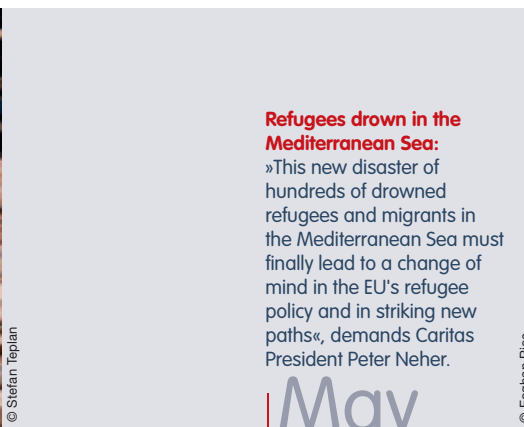 Refugees drown in the
Mediterranean Sea:
»This new disaster of
hundreds of drowned
refugees and migrants in
the Mediterranean Sea must
finally lead to a change of
mind in the EU's refugee
policy and in striking new
paths«, demands Caritas
President Peter Neher.
May
© Stefan Teplan